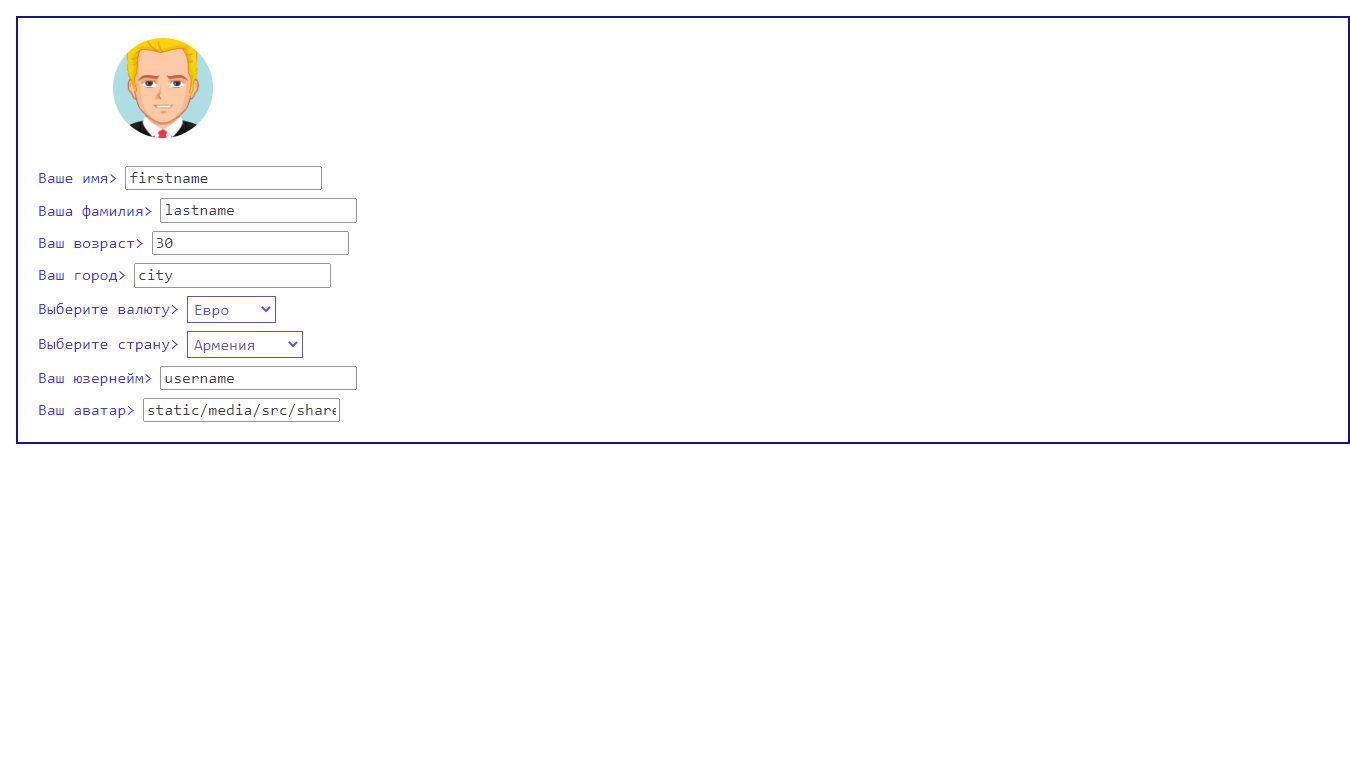 Ваше имя> firstname
Ваша фамилия> lastname
Ваш возраст> 30
Ваш город> city
Выберите валюту> Евро
Выберите страну> Армения
Ваш юзернейм> username
Ваш аватар> static/media/src/share